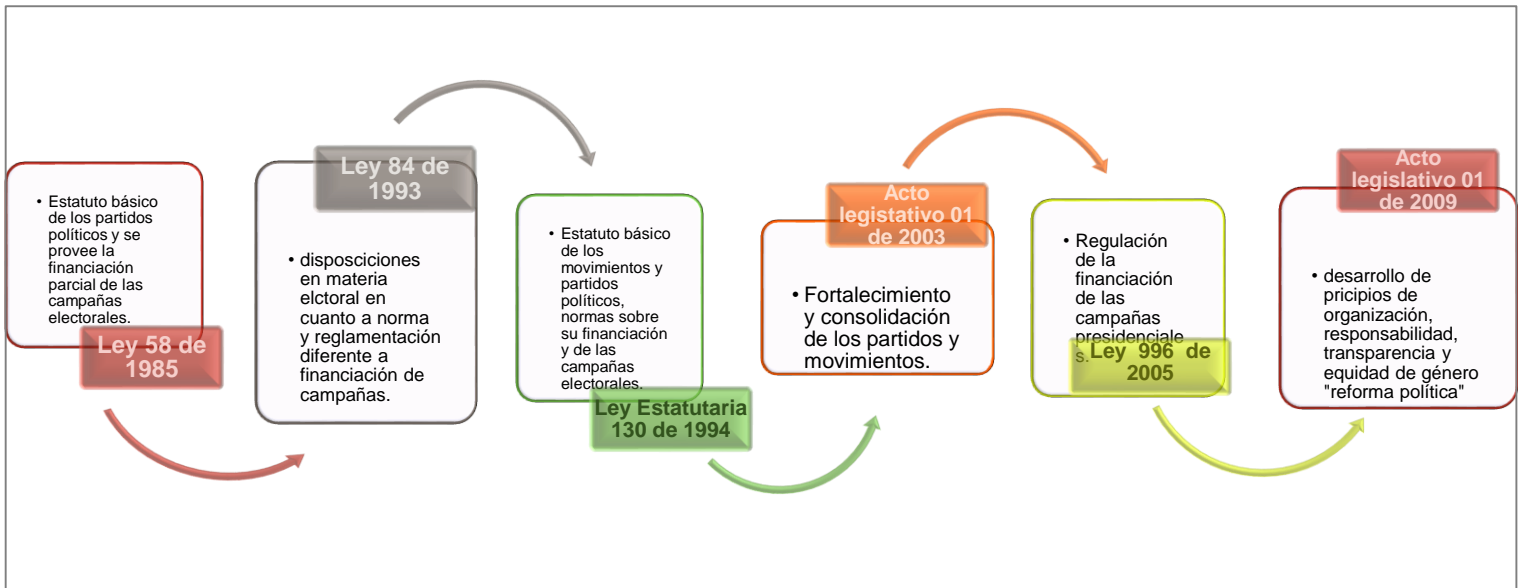 • Estatuto básico
de los partidos
políticos y se
provee la
financiación
parcial de las
campañas
electorales.
Ley 58 de
1985
Ley 84 de
1993
• disposciciones
en materia
elctoral en
cuanto a norma
y reglamentación
diferente a
financiación de
campañas.
• Estatuto básico
de los
movimientos y
partidos
políticos,
normas sobre
su financiación
y de las
campañas
electorales.
Ley Estatutaria
130 de 1994
Acto
legistativo 01
de 2003
• Fortalecimiento
y consolidación
de los partidos y
movimientos.
• Regulación
de la
financiación
de las
campañas
presidenciale
s.
Ley 996 de
2005
Acto
legislativo 01
de 2009
• desarrollo de
pricipios de
organización,
responsabilidad,
transparencia y
equidad de género
"reforma política"